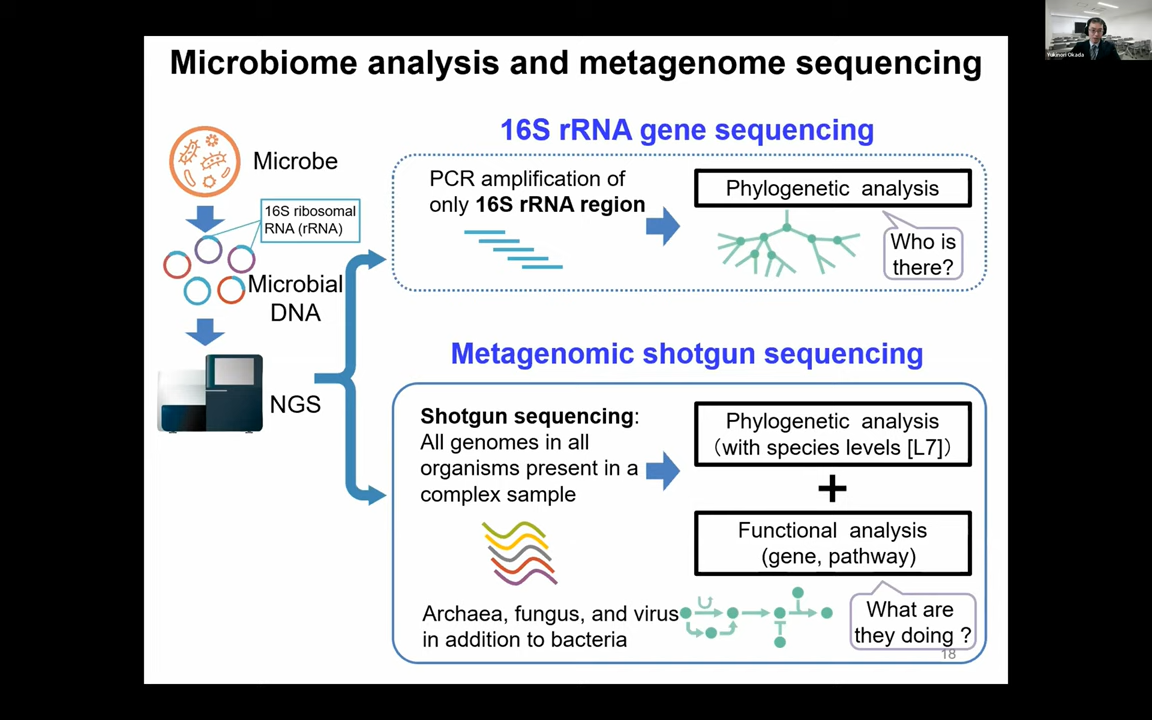 Microbiome analysis and metagenome sequencing
Yukinori Okada
Microbe
16S ribosomal
RNA (rRNA)
Microbial
DNA
NGS
16S rRNA gene sequencing
PCR amplification of
only 16S rRNA region
Phylogenetic analysis
Who is
there?
Metagenomic shotgun sequencing
Shotgun sequencing:
All genomes in all
organisms present in a
complex sample
Archaea, fungus, and virus
in addition to bacteria
Phylogenetic analysis
(with species levels [L7])
+
Functional analysis
(gene, pathway)
What are
they doing ?
18